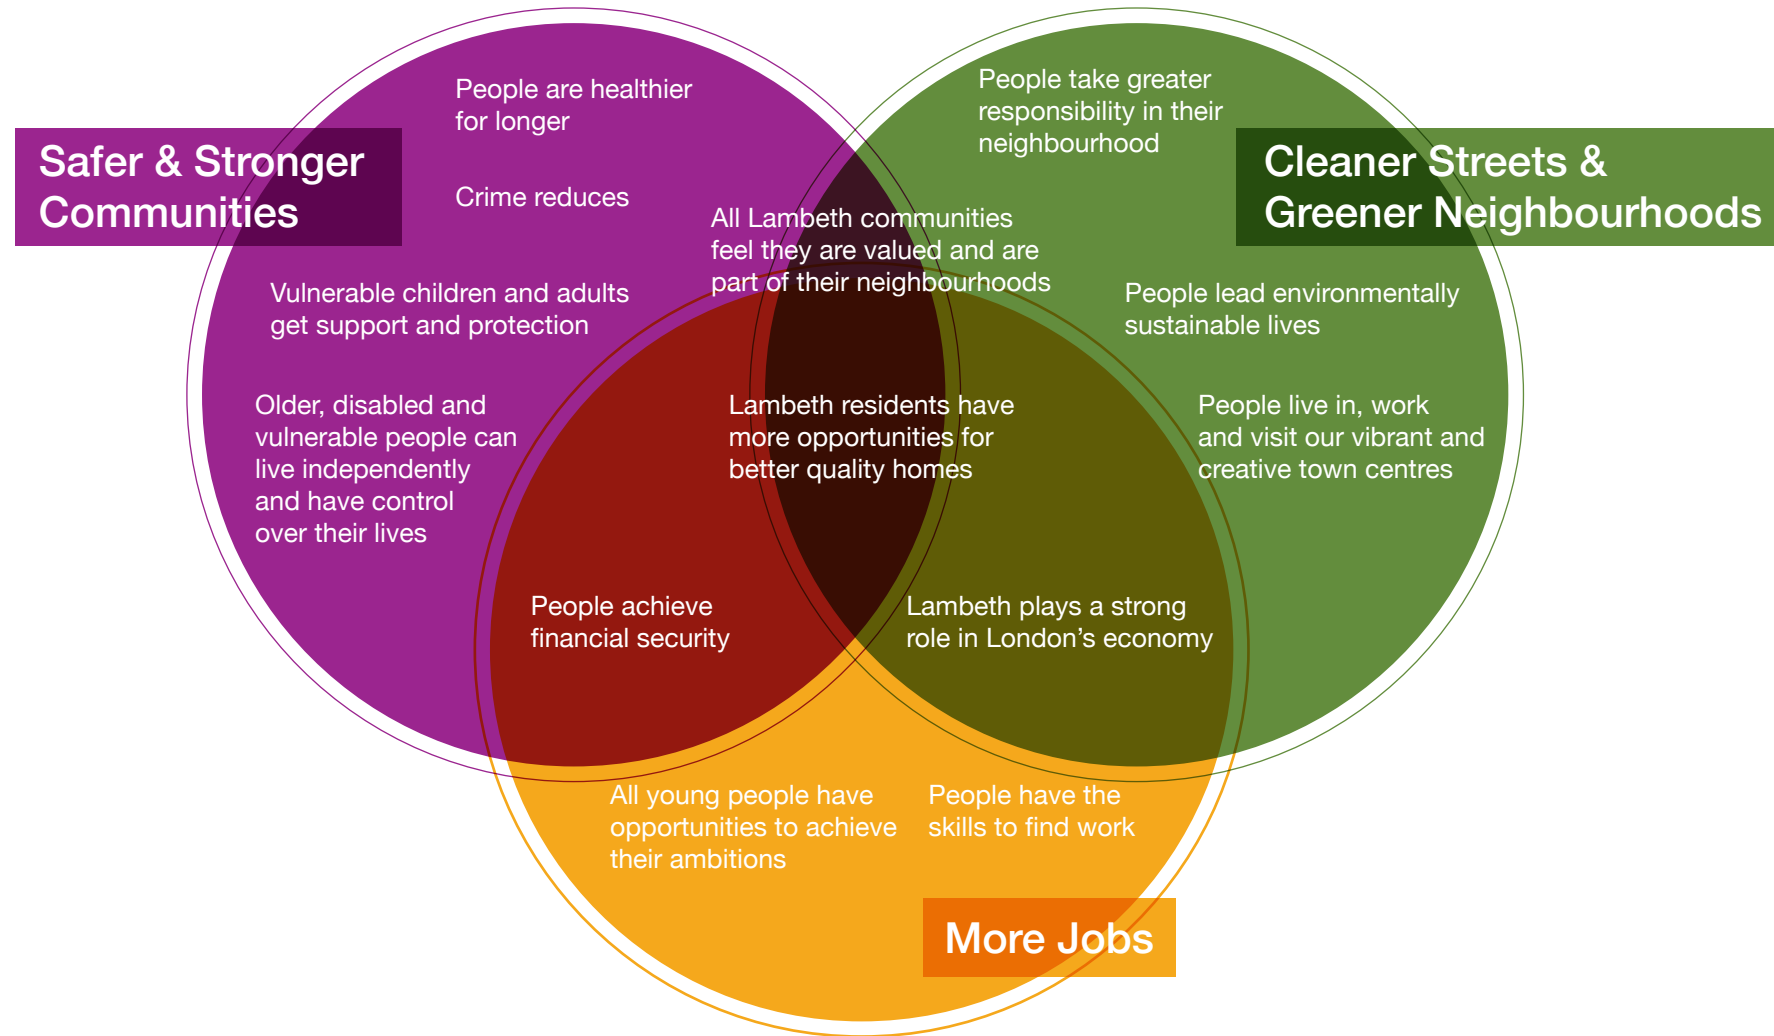 Safer & Stronger
Communities
People are healthier
for longer
Crime reduces
Vulnerable children and adults
get support and protection
Older, disabled and
vulnerable people can
live independently
and have control
over their lives
All Lambeth communities
feel they are valued and are
part of their neighbourhoods
Lambeth residents have
more opportunities for
better quality homes
People take greater
responsibility in their
neighbourhood
Cleaner Streets &
Greener Neighbourhoods
People lead environmentally
sustainable lives
People live in, work
and visit our vibrant and
creative town centres
People achieve
financial security
Lambeth plays a strong
role in London’s economy
All young people have
opportunities to achieve
their ambitions
People have the
skills to find work
More Jobs